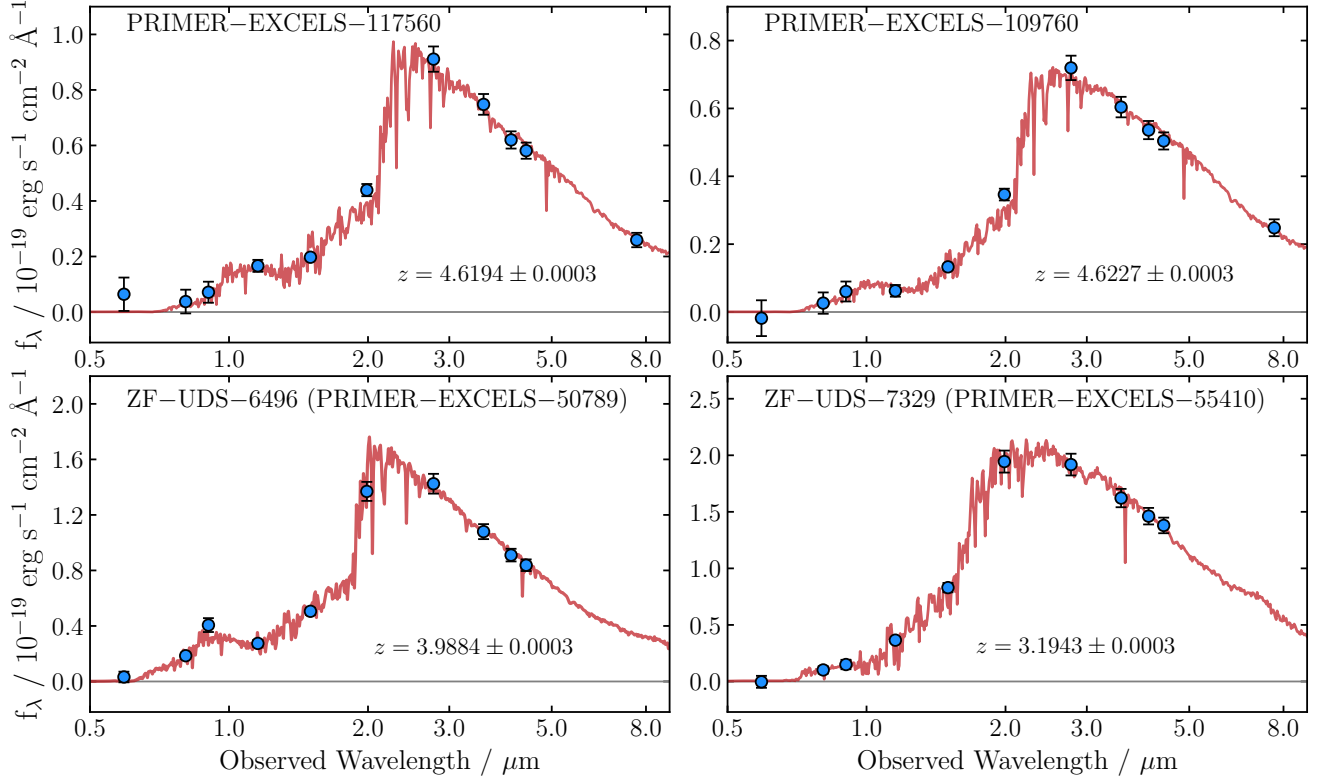 PRIMER−EXCELS−117560
1.0
0.8
0.6
0.4
0.2
0.0
f_λ / 10⁻¹⁹ erg s⁻¹ cm⁻² Å⁻¹
z = 4.6194 ± 0.0003
0.5 1.0 2.0 3.0 5.0 8.0
PRIMER−EXCELS−109760
0.8
0.6
0.4
0.2
0.0
z = 4.6227 ± 0.0003
0.5 1.0 2.0 3.0 5.0 8.0
ZF−UDS−6496 (PRIMER−EXCELS−50789)
2.0
1.6
1.2
0.8
0.4
0.0
f_λ / 10⁻¹⁹ erg s⁻¹ cm⁻² Å⁻¹
z = 3.9884 ± 0.0003
0.5 1.0 2.0 3.0 5.0 8.0
Observed Wavelength / μm
ZF−UDS−7329 (PRIMER−EXCELS−55410)
2.5
2.0
1.5
1.0
0.5
0.0
z = 3.1943 ± 0.0003
0.5 1.0 2.0 3.0 5.0 8.0
Observed Wavelength / μm